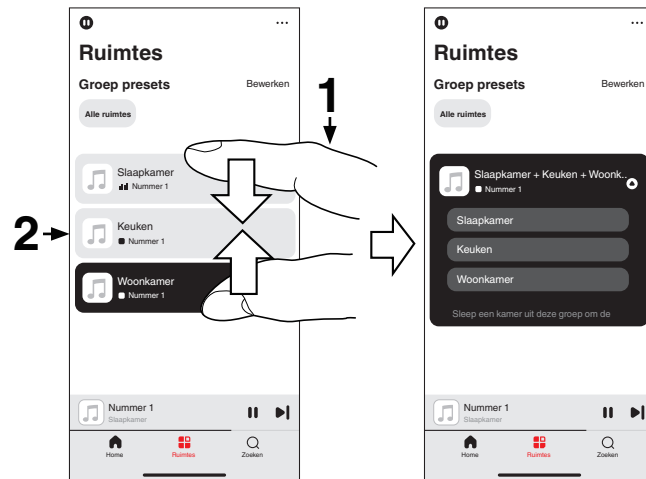 Ruimtes
Groep presets Bewerken
Alle ruimtes
1
Slaapkamer
Nummer 1
2
Keuken
Nummer 1
Woonkamer
Nummer 1
Nummer 1
Slaapkamer
Home Ruimtes Zoeken
Ruimtes
Groep presets Bewerken
Alle ruimtes
Slaapkamer + Keuken + Woonk..
Nummer 1
Slaapkamer
Keuken
Woonkamer
Sleep een kamer uit deze groep om de
Nummer 1
Slaapkamer
Home Ruimtes Zoeken